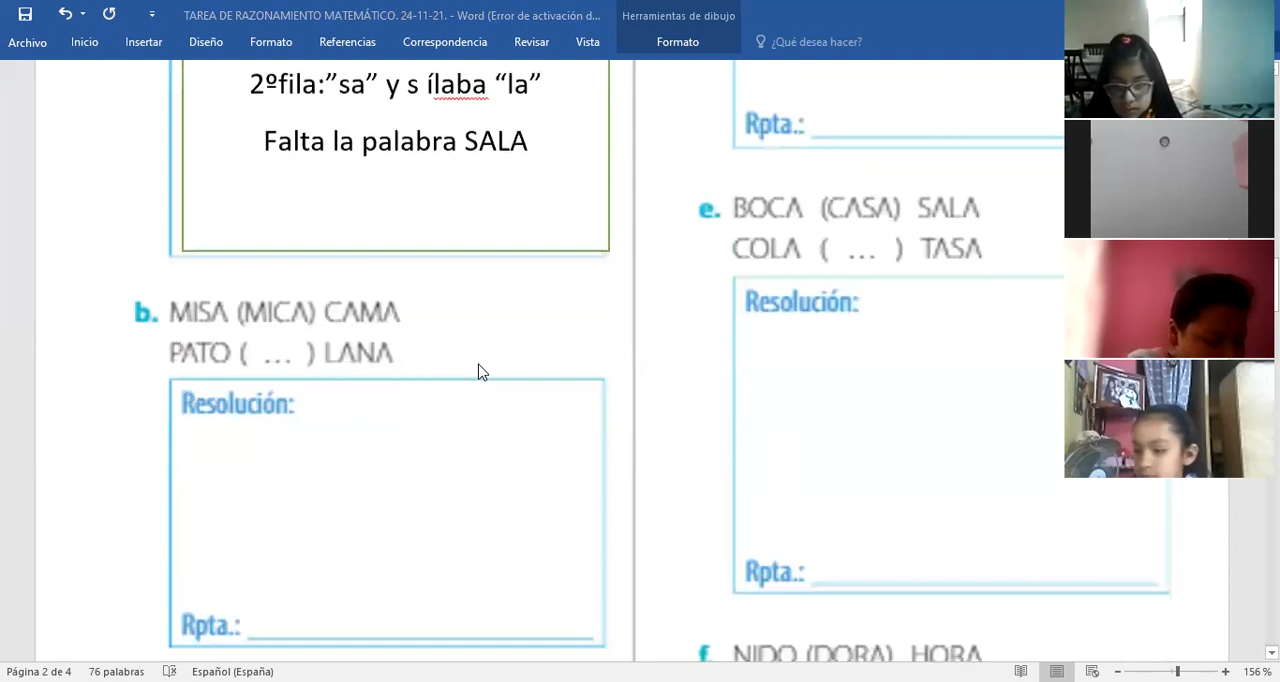 TAREA DE RAZONAMIENTO MATEMÁTICO. 24-11-21. - Word (Error de activación d...
Herramientas de dibujo
Archivo Inicio Insertar Diseño Formato Referencias Correspondencia Revisar Vista Formato ¿Qué desea hacer?
2ºfila:”sa” y s ílaba “la”
Falta la palabra SALA
b. MISA (MICA) CAMA
PATO ( ... ) LANA
Resolución:
Rpta.:
Rpta.:
e. BOCA (CASA) SALA
COLA ( ... ) TASA
Resolución:
Rpta.:
f. NIDO (DORA) HORA
Página 2 de 4 76 palabras Español (España) 156 %